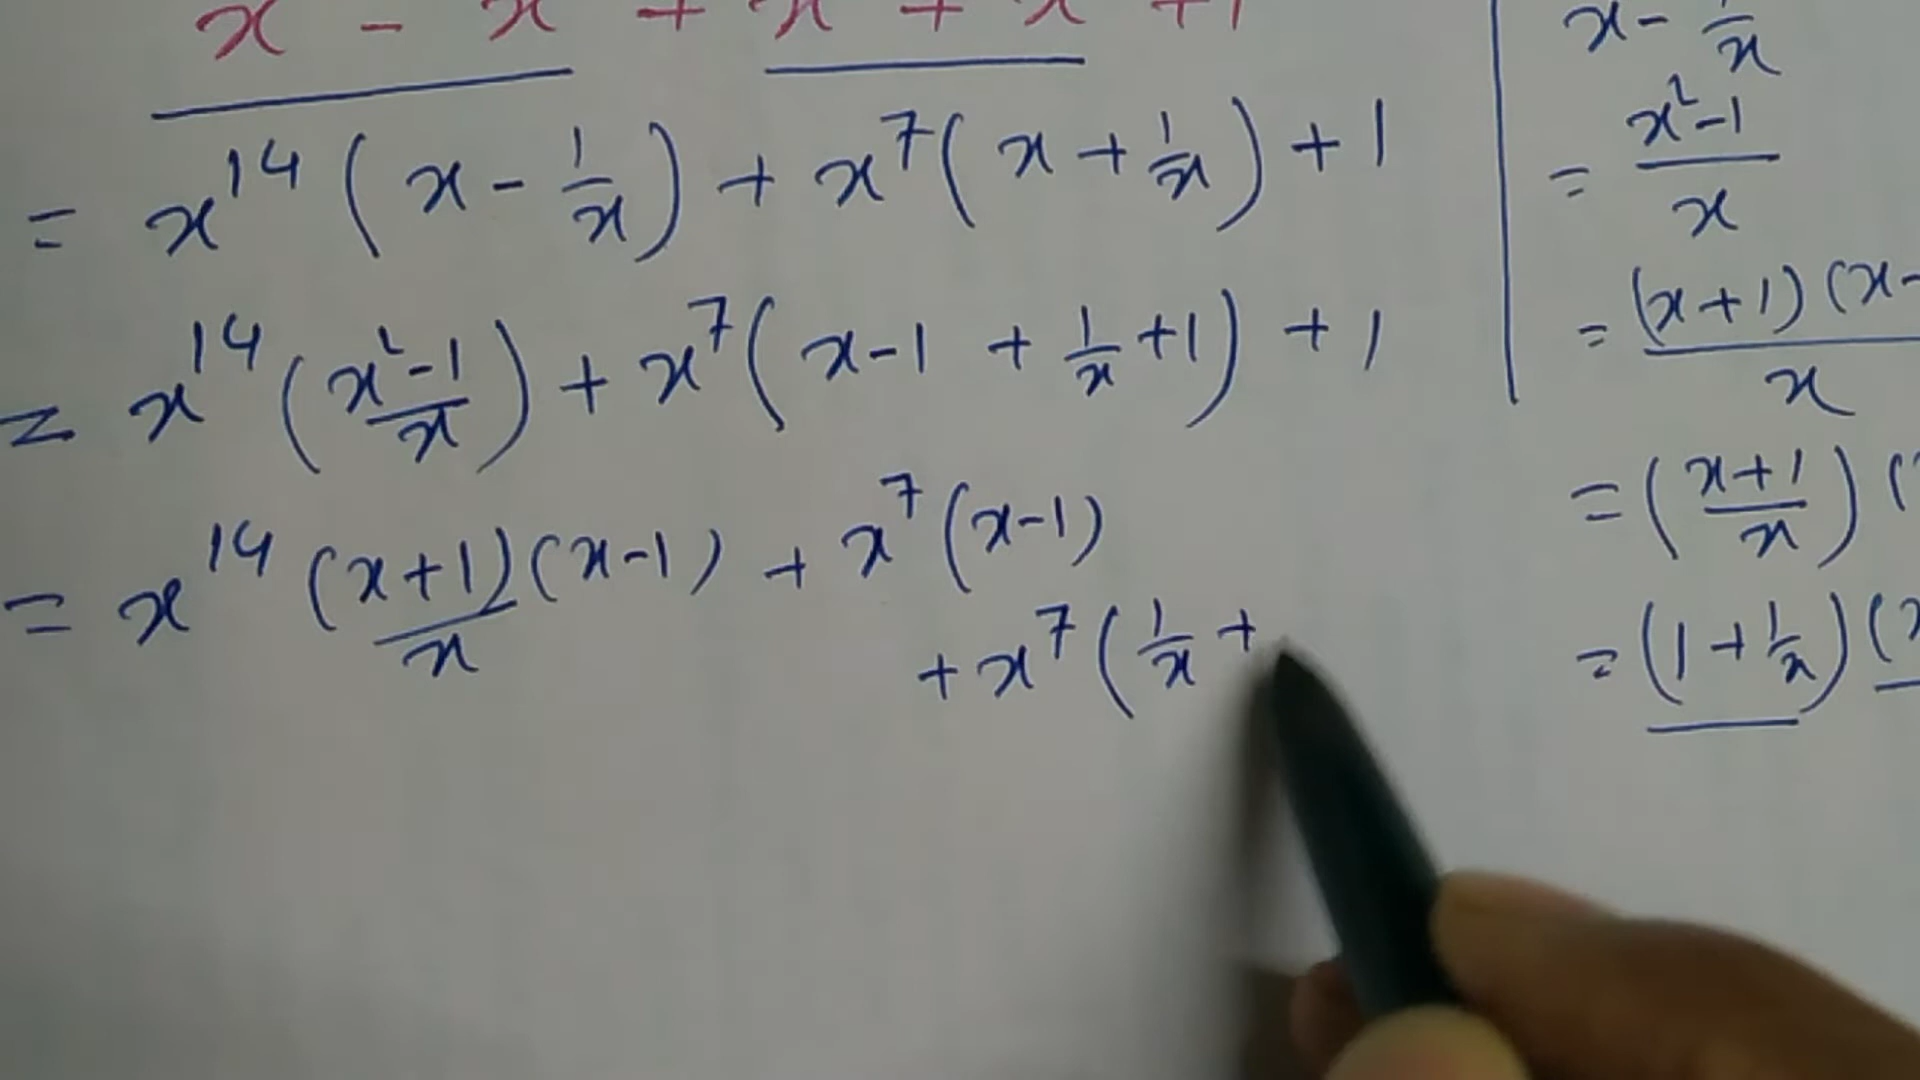 x - x + x + x + 1
= x¹⁴ (x - 1/x) + x⁷ (x + 1/x) + 1
= x¹⁴ ((x² - 1)/x) + x⁷ (x - 1 + 1/x + 1) + 1
= x¹⁴ (x + 1)/x (x - 1) + x⁷ (x - 1)
+ x⁷ (1/x +
x - 1/x
= (x² - 1)/x
= (x + 1) (x - / x
= ((x + 1)/x) (
= (1 + 1/x) (x